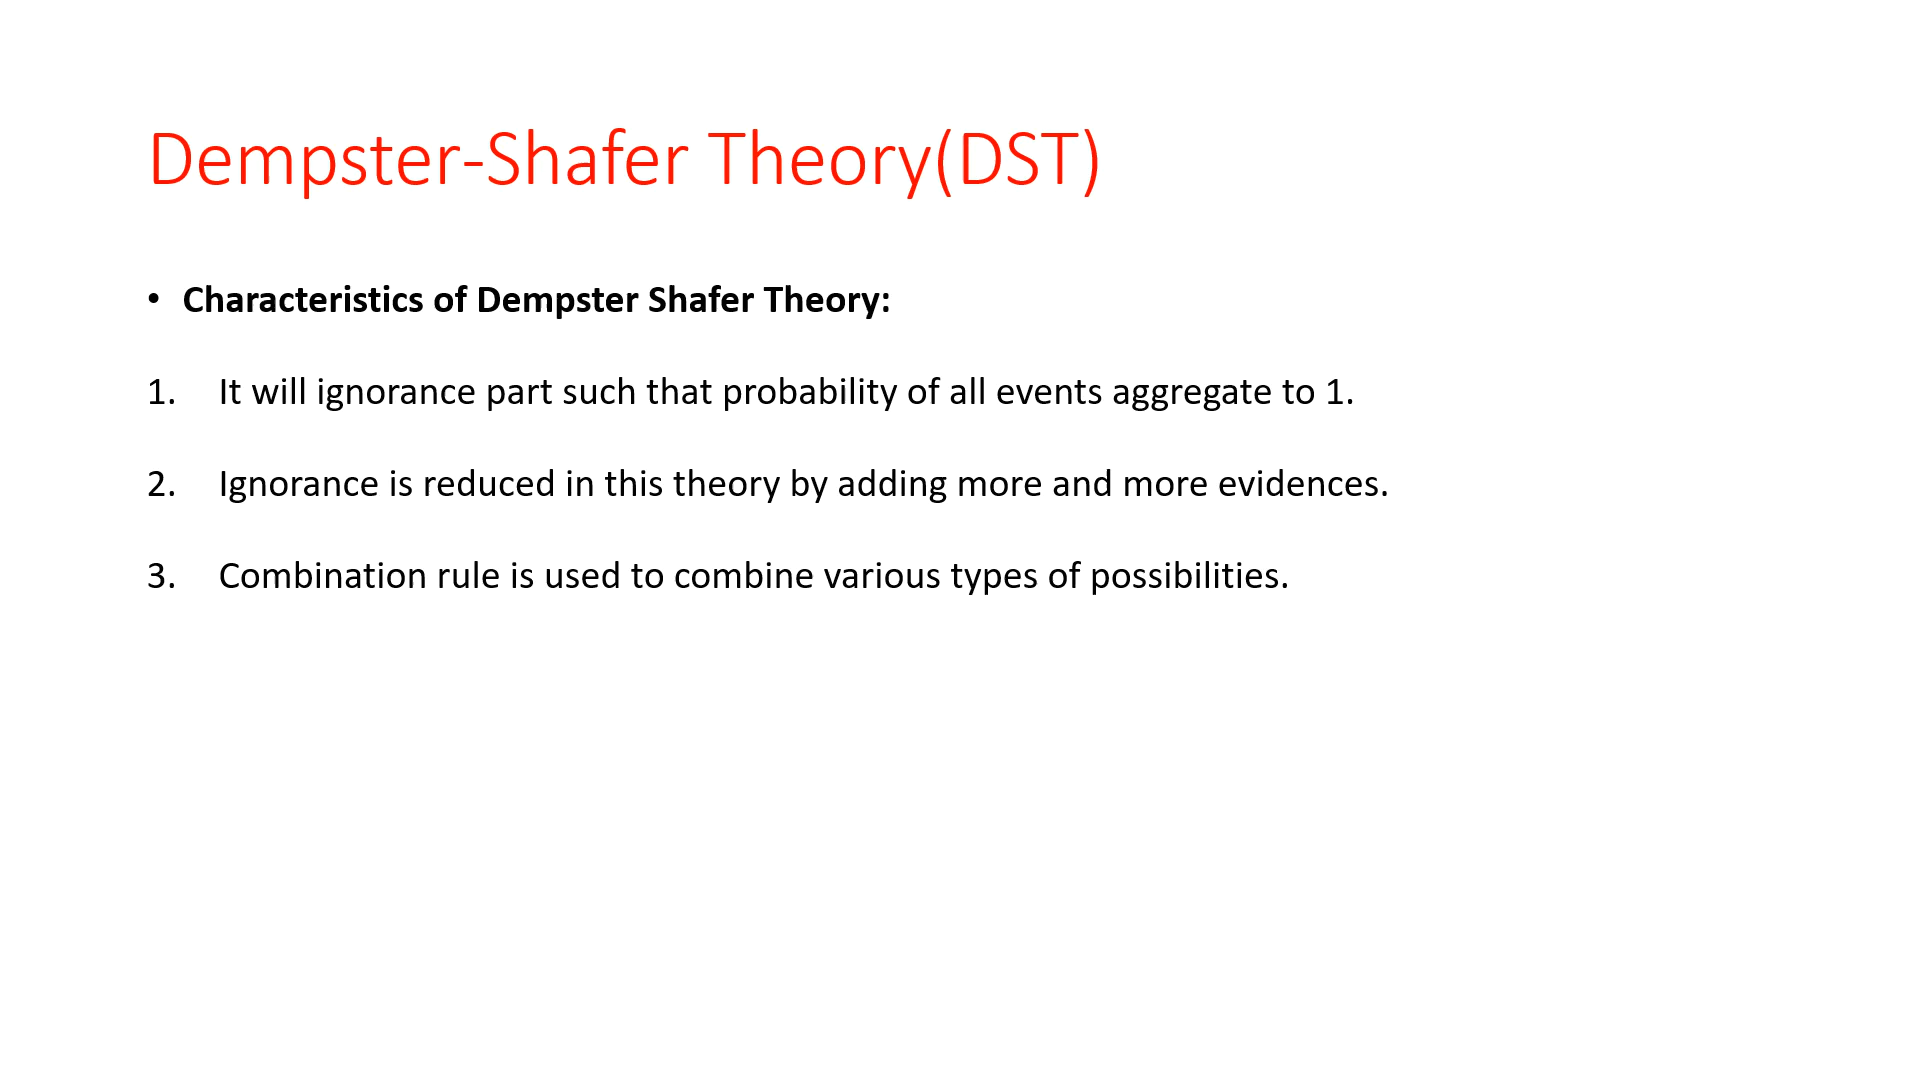 Dempster-Shafer Theory(DST)
• Characteristics of Dempster Shafer Theory:
1. It will ignorance part such that probability of all events aggregate to 1.
2. Ignorance is reduced in this theory by adding more and more evidences.
3. Combination rule is used to combine various types of possibilities.